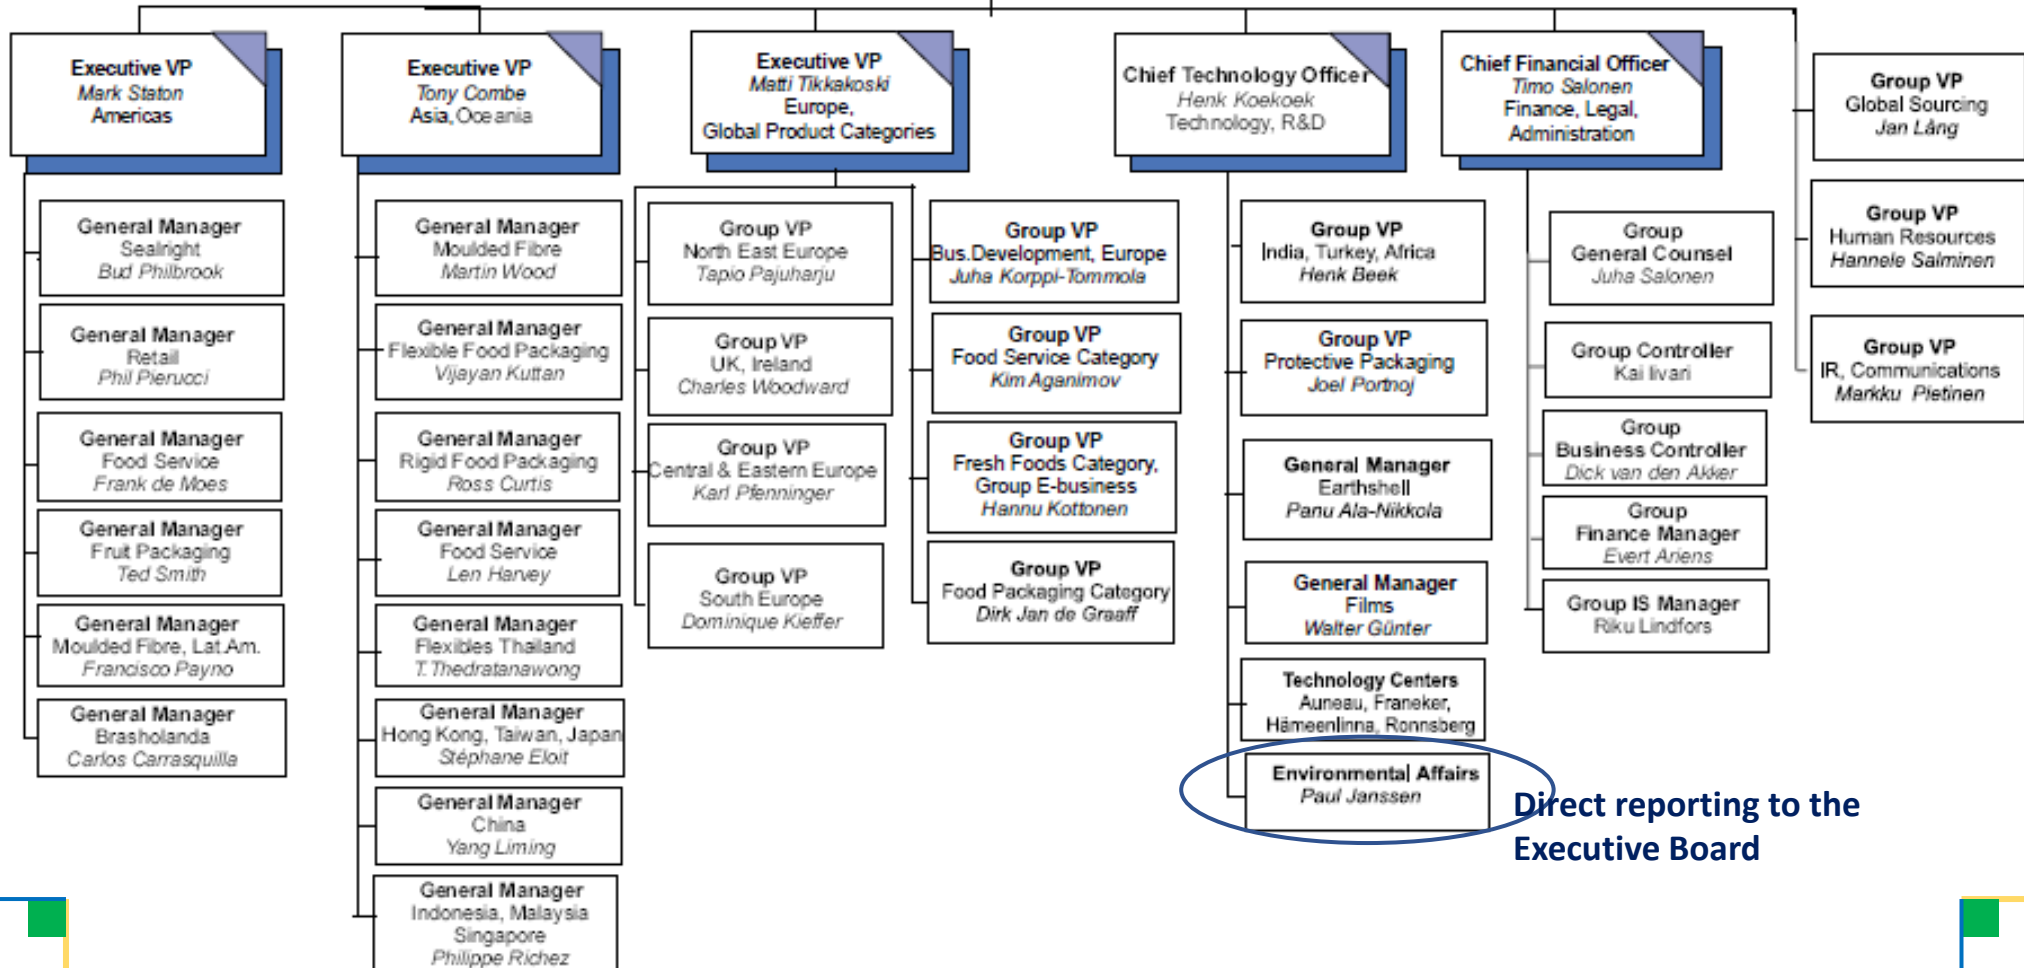 Executive VP
Mark Staton
Americas
Executive VP
Tony Combe
Asia, Oceania
Executive VP
Matti Tikkakoski
Europe,
Global Product Categories
Chief Technology Officer
Henk Koekoek
Technology, R&D
Chief Financial Officer
Timo Salonen
Finance, Legal,
Administration
Group VP
Global Sourcing
Jan Lång
Group VP
Human Resources
Hannele Salminen
Group VP
IR, Communications
Markku Pietinen
General Manager
Sealright
Bud Philbrook
General Manager
Retail
Phil Pierucci
General Manager
Food Service
Frank de Moes
General Manager
Fruit Packaging
Ted Smith
General Manager
Moulded Fibre, Lat.Am.
Francisco Payno
General Manager
Brasholanda
Carlos Carrasquilla
General Manager
Moulded Fibre
Martin Wood
General Manager
Flexible Food Packaging
Vijayan Kuttan
General Manager
Rigid Food Packaging
Ross Curtis
General Manager
Food Service
Len Harvey
General Manager
Flexibles Thailand
T.Thedratanawong
General Manager
Hong Kong, Taiwan, Japan
Stéphane Eloit
General Manager
China
Yang Liming
General Manager
Indonesia, Malaysia
Singapore
Philippe Richez
Group VP
North East Europe
Tapio Pajuharju
Group VP
UK, Ireland
Charles Woodward
Group VP
Central & Eastern Europe
Karl Pfenninger
Group VP
South Europe
Dominique Kieffer
Group VP
Bus.Development, Europe
Juha Korppi-Tommola
Group VP
Food Service Category
Kim Aganimov
Group VP
Fresh Foods Category,
Group E-business
Hannu Kottonen
Group VP
Food Packaging Category
Dirk Jan de Graaff
Group VP
India, Turkey, Africa
Henk Beek
Group VP
Protective Packaging
Joel Portnoj
General Manager
Earthshell
Panu Ala-Nikkola
General Manager
Films
Walter Günter
Technology Centers
Auneau, Franeker,
Hämeenlinna, Ronnsberg
Environmental Affairs
Paul Janssen
Group
General Counsel
Juha Salonen
Group Controller
Kai Iivari
Group
Business Controller
Dick van den Akker
Group
Finance Manager
Evert Ariens
Group IS Manager
Riku Lindfors
Direct reporting to the
Executive Board